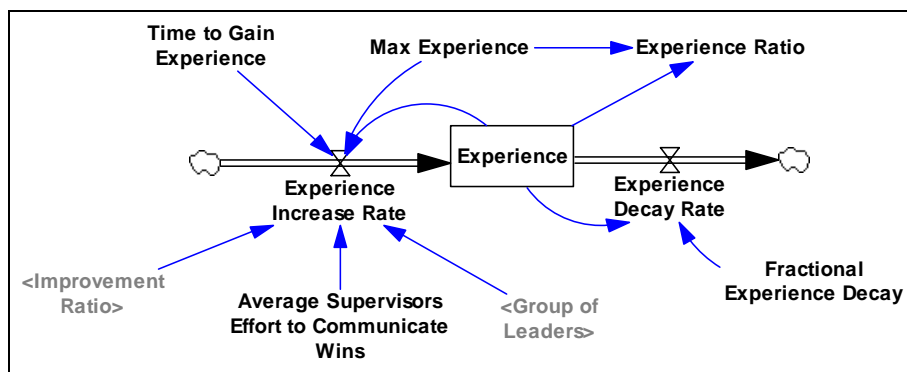 Time to Gain
Experience
Max Experience
Experience Ratio
Experience
Experience
Increase Rate
Experience
Decay Rate
<Improvement
Ratio>
Average Supervisors
Effort to Communicate
Wins
<Group of
Leaders>
Fractional
Experience Decay